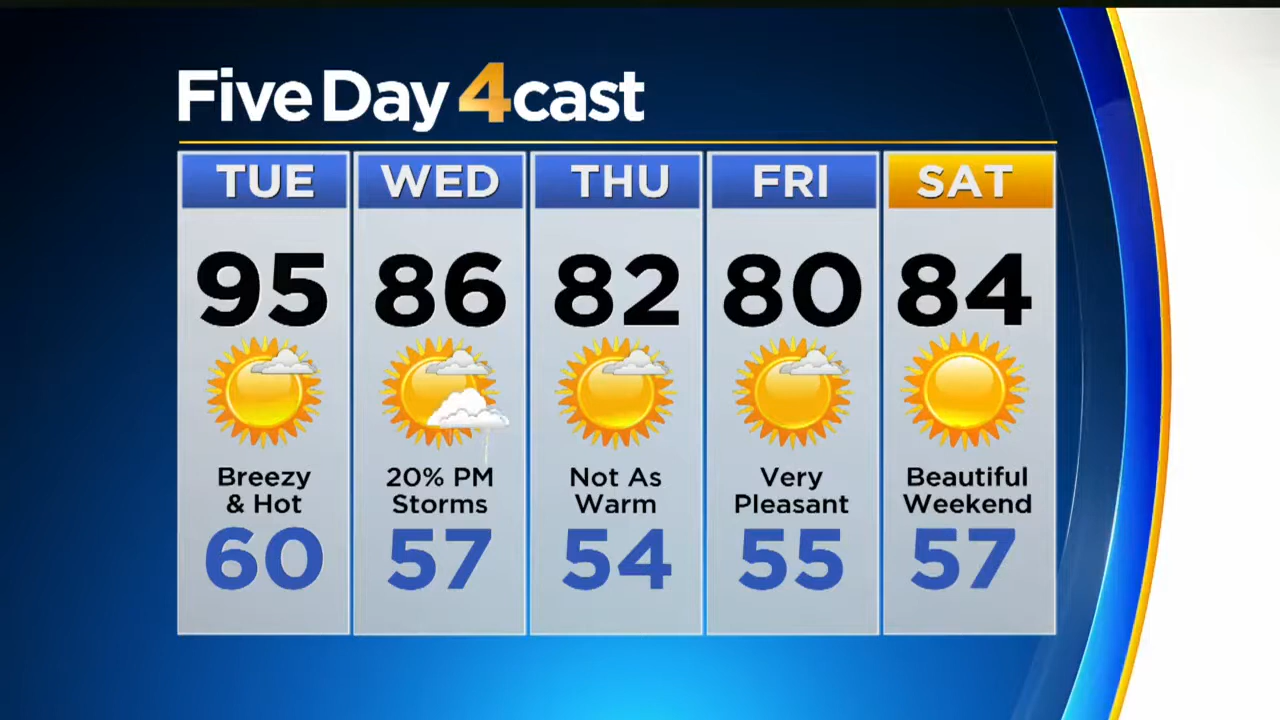 Five Day 4cast
TUE WED THU FRI SAT
95 86 82 80 84
Breezy
& Hot
20% PM
Storms
Not As
Warm
Very
Pleasant
Beautiful
Weekend
60 57 54 55 57